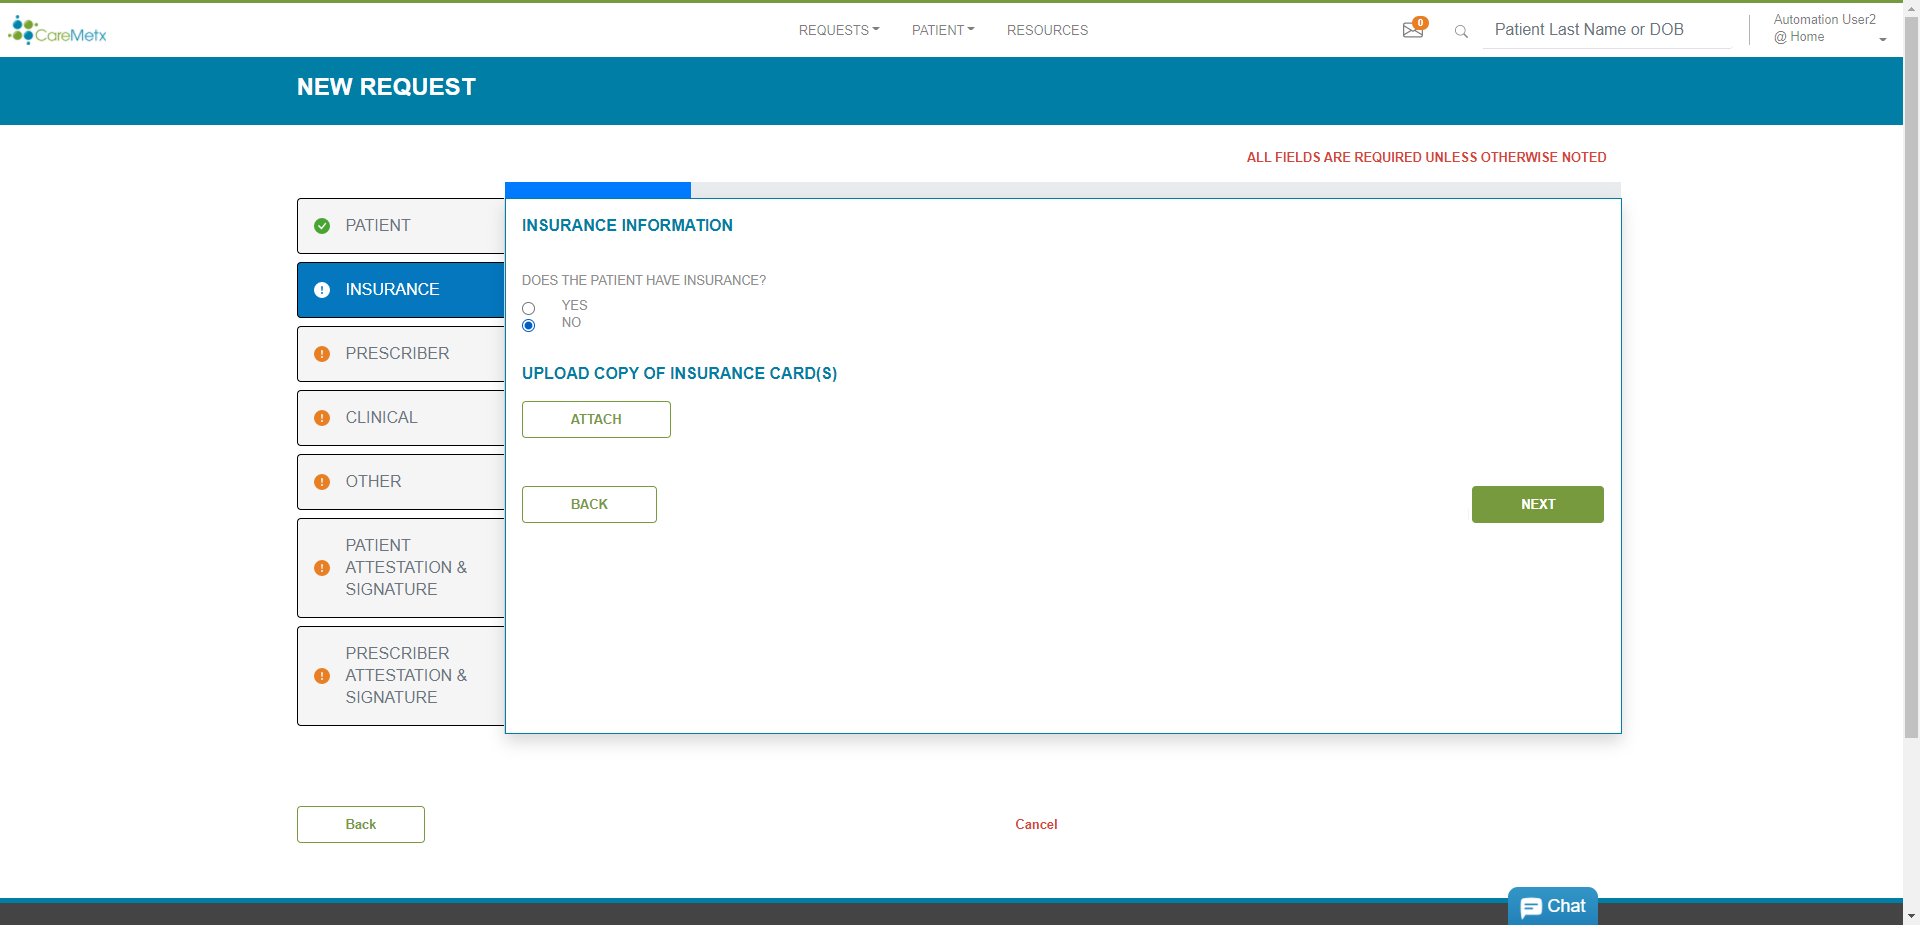 CareMetx
REQUESTS
PATIENT
RESOURCES
0
Patient Last Name or DOB
Automation User2
@ Home
NEW REQUEST
ALL FIELDS ARE REQUIRED UNLESS OTHERWISE NOTED
PATIENT
INSURANCE
PRESCRIBER
CLINICAL
OTHER
PATIENT
ATTESTATION &
SIGNATURE
PRESCRIBER
ATTESTATION &
SIGNATURE
INSURANCE INFORMATION
DOES THE PATIENT HAVE INSURANCE?
YES
NO
UPLOAD COPY OF INSURANCE CARD(S)
ATTACH
BACK
NEXT
Back
Cancel
Chat